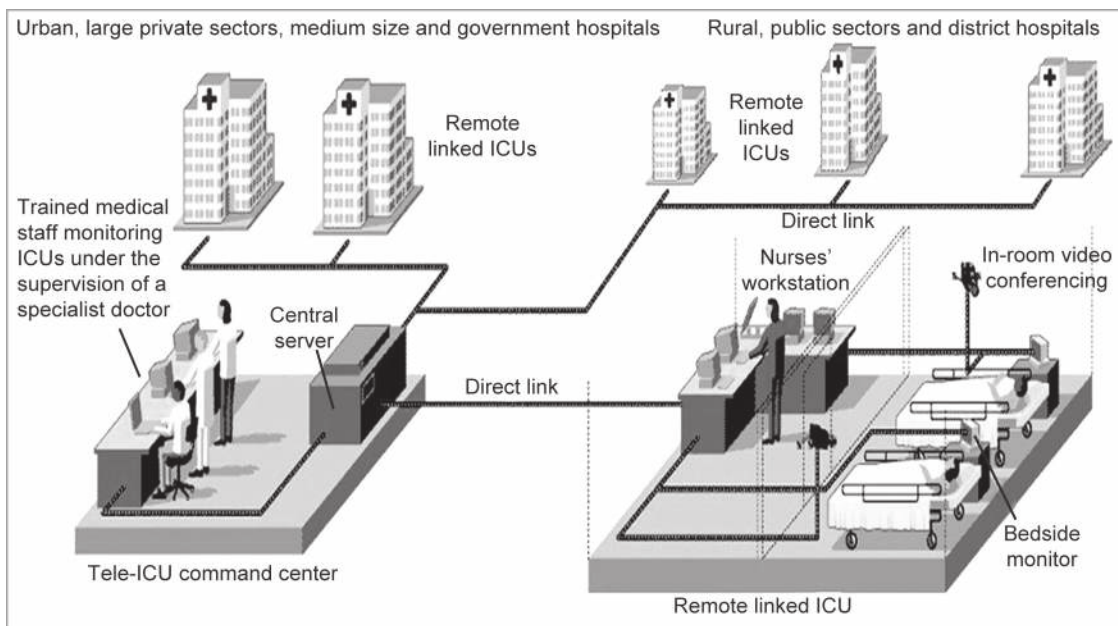 Urban, large private sectors, medium size and government hospitals
Rural, public sectors and district hospitals
Remote
linked ICUs
Remote
linked
ICUs
Trained medical
staff monitoring
ICUs under the
supervision of a
specialist doctor
Central
server
Direct link
Nurses'
workstation
In-room video
conferencing
Direct link
Bedside
monitor
Tele-ICU command center
Remote linked ICU